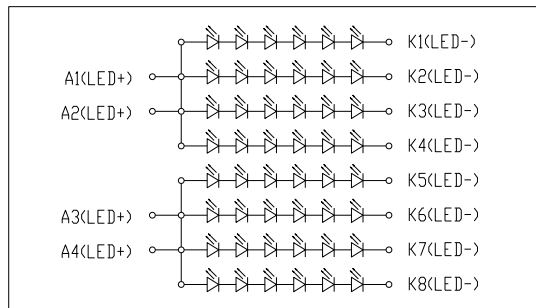 K1(LED-)
A1(LED+) K2(LED-)
A2(LED+) K3(LED-)
K4(LED-)
K5(LED-)
A3(LED+) K6(LED-)
A4(LED+) K7(LED-)
K8(LED-)